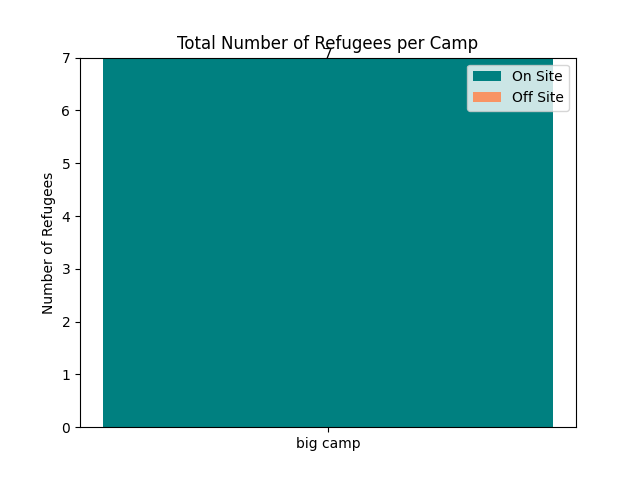 Total Number of Refugees per Camp
7
On Site
Off Site
7
6
5
4
3
2
1
0
Number of Refugees
big camp